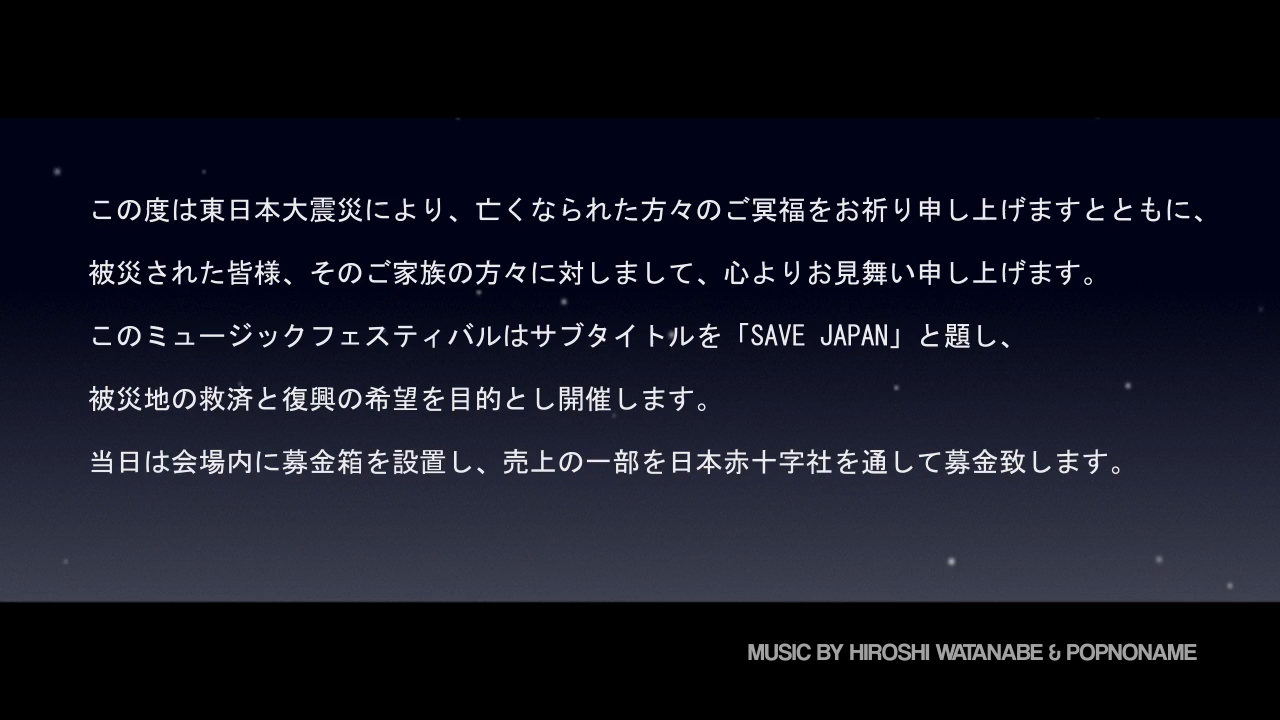 この度は東日本大震災により、亡くなられた方々のご冥福をお祈り申し上げますとともに、
被災された皆様、そのご家族の方々に対しまして、心よりお見舞い申し上げます。
このミュージックフェスティバルはサブタイトルを「SAVE JAPAN」と題し、
被災地の救済と復興の希望を目的とし開催します。
当日は会場内に募金箱を設置し、売上の一部を日本赤十字社を通して募金致します。
MUSIC BY HIROSHI WATANABE & POPNONAME